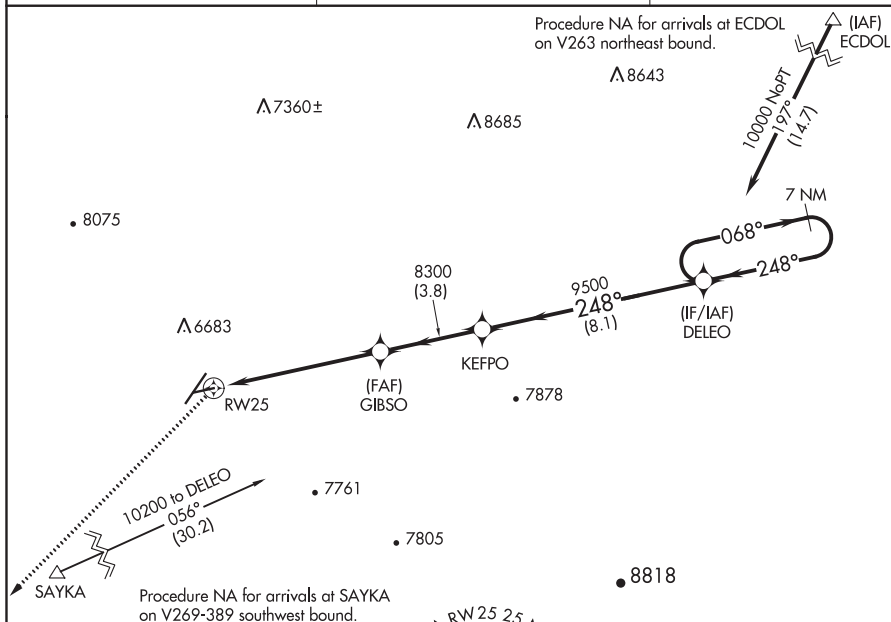 Procedure NA for arrivals at ECDOL
on V263 northeast bound.
(IAF)
ECDOL
8643
7360±
8685
10000 NoPT
197°
(14.7)
8075
7 NM
068°
248°
8300
(3.8)
9500
248°
(8.1)
(IF/IAF)
DELEO
6683
KEFPO
(FAF)
GIBSO
RW25
7878
10200 to DELEO
056°
(30.2)
7761
7805
SAYKA
8818
Procedure NA for arrivals at SAYKA
on V269-389 southwest bound.
RW 25 25